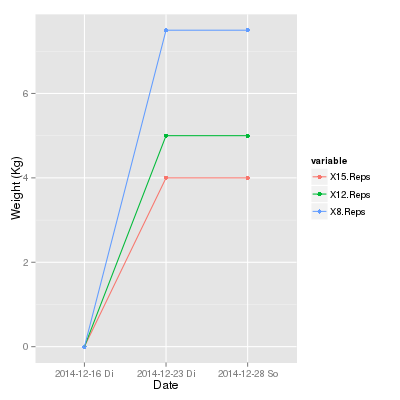 Weight (Kg)
6
4
2
0
2014-12-16 Di 2014-12-23 Di 2014-12-28 So
Date
variable
X15.Reps
X12.Reps
X8.Reps